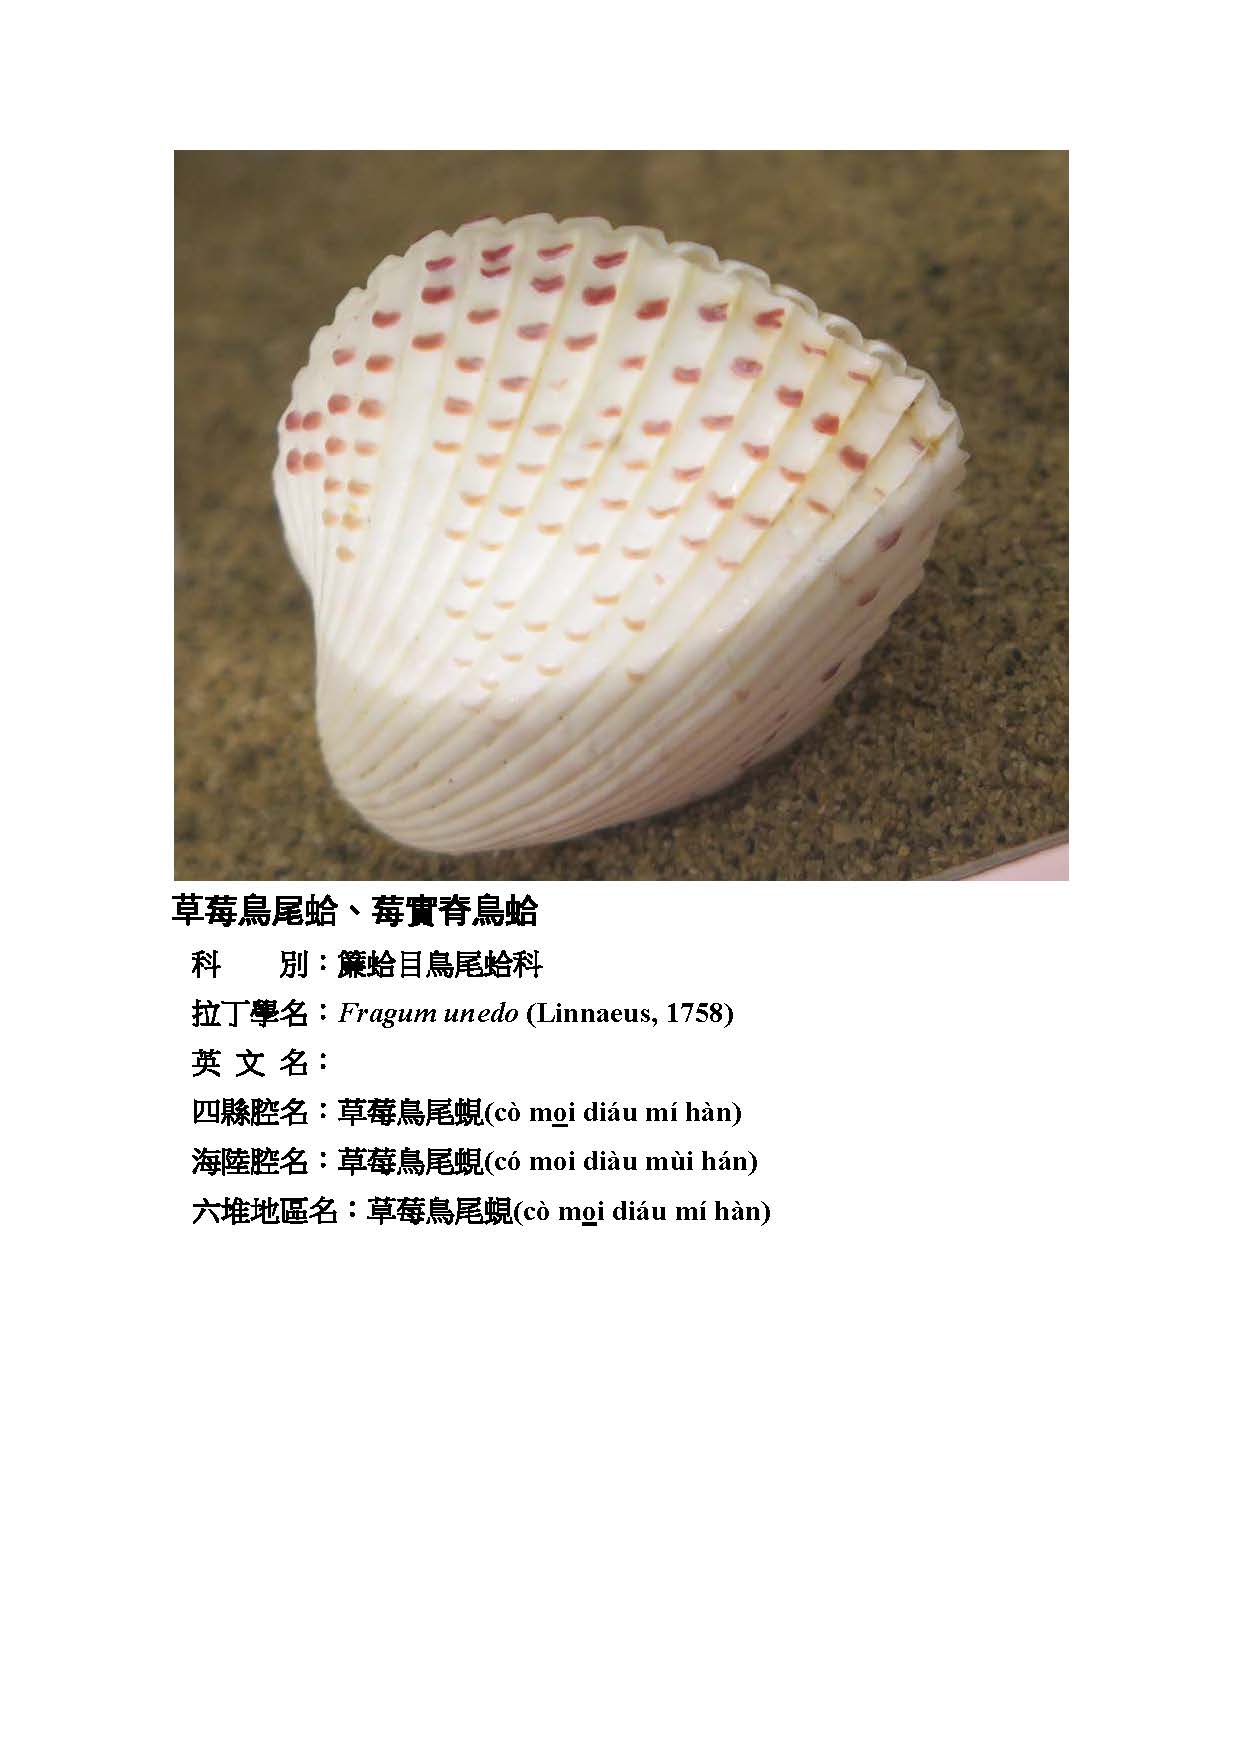 草莓鳥尾蛤、莓實脊鳥蛤
科　　別：簾蛤目鳥尾蛤科
拉丁學名：Fragum unedo (Linnaeus, 1758)
英 文 名：
四縣腔名：草莓鳥尾蜆(cò mo̲i diáu mí hàn)
海陸腔名：草莓鳥尾蜆(có moi diàu mùi hán)
六堆地區名：草莓鳥尾蜆(cò mo̲i diáu mí hàn)